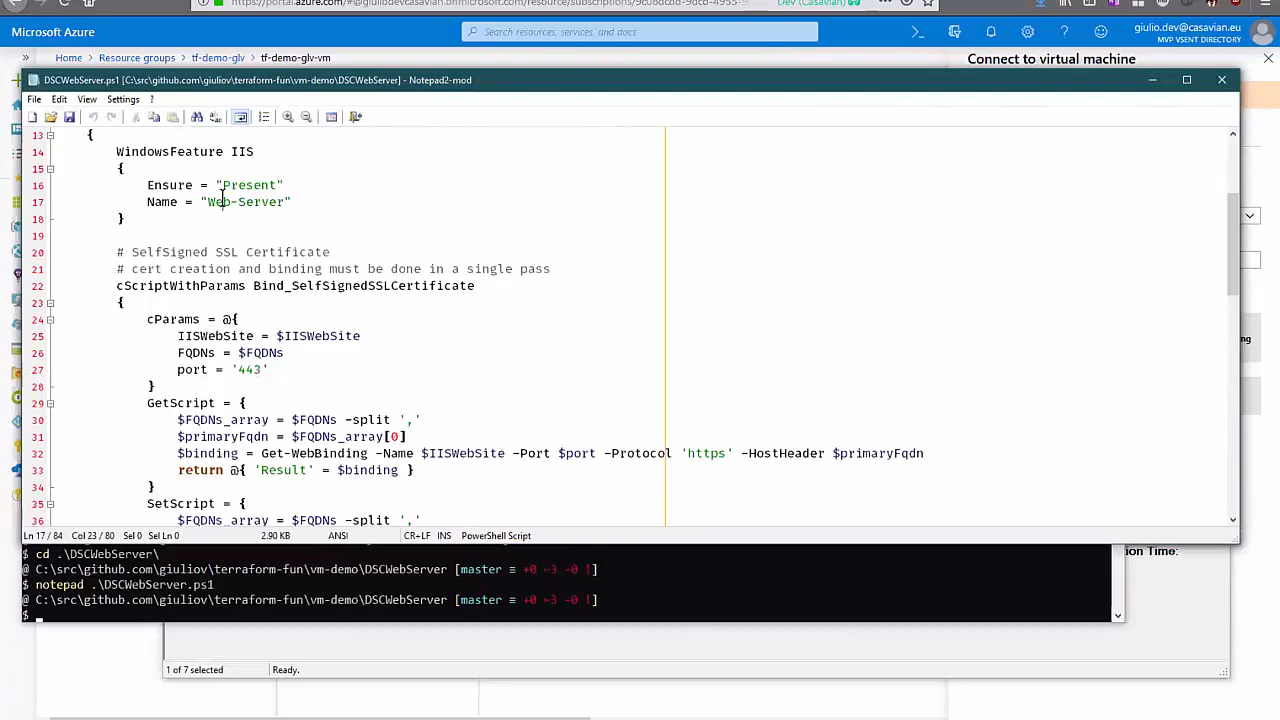 https://portal.azure.com/#@giuliodevcasavian.onmicrosoft.com/resource/subscriptions/
Dev (Casavian)
Microsoft Azure
Search resources, services, and docs
giulio.dev@casavian.eu
MVP VSENT DIRECTORY
Home > Resource groups > tf-demo-glv > tf-demo-glv-vm
Connect to virtual machine
DSCWebServer.ps1 [C:\src\github.com\giuliov\terraform-fun\vm-demo\DSCWebServer] - Notepad2-mod
File Edit View Settings ?
13 {
14 WindowsFeature IIS
15 {
16 Ensure = "Present"
17 Name = "Web-Server"
18 }
19
20 # SelfSigned SSL Certificate
21 # cert creation and binding must be done in a single pass
22 cScriptWithParams Bind_SelfSignedSSLCertificate
23 {
24 cParams = @{
25 IISWebSite = $IISWebSite
26 FQDNs = $FQDNs
27 port = '443'
28 }
29 GetScript = {
30 $FQDNs_array = $FQDNs -split ','
31 $primaryFqdn = $FQDNs_array[0]
32 $binding = Get-WebBinding -Name $IISWebSite -Port $port -Protocol 'https' -HostHeader $primaryFqdn
33 return @{ 'Result' = $binding }
34 }
35 SetScript = {
36 $FQDNs_array = $FQDNs -split ','
Ln 17 / 84 Col 23 / 80 Sel 0 Sel Ln 0 2.90 KB ANSI CR+LF INS PowerShell Script
$ cd .\DSCWebServer\
@ C:\src\github.com\giuliov\terraform-fun\vm-demo\DSCWebServer [master ≡ +0 ~3 -0 !]
$ notepad .\DSCWebServer.ps1
@ C:\src\github.com\giuliov\terraform-fun\vm-demo\DSCWebServer [master ≡ +0 ~3 -0 !]
$
ion Time:
1 of 7 selected Ready.